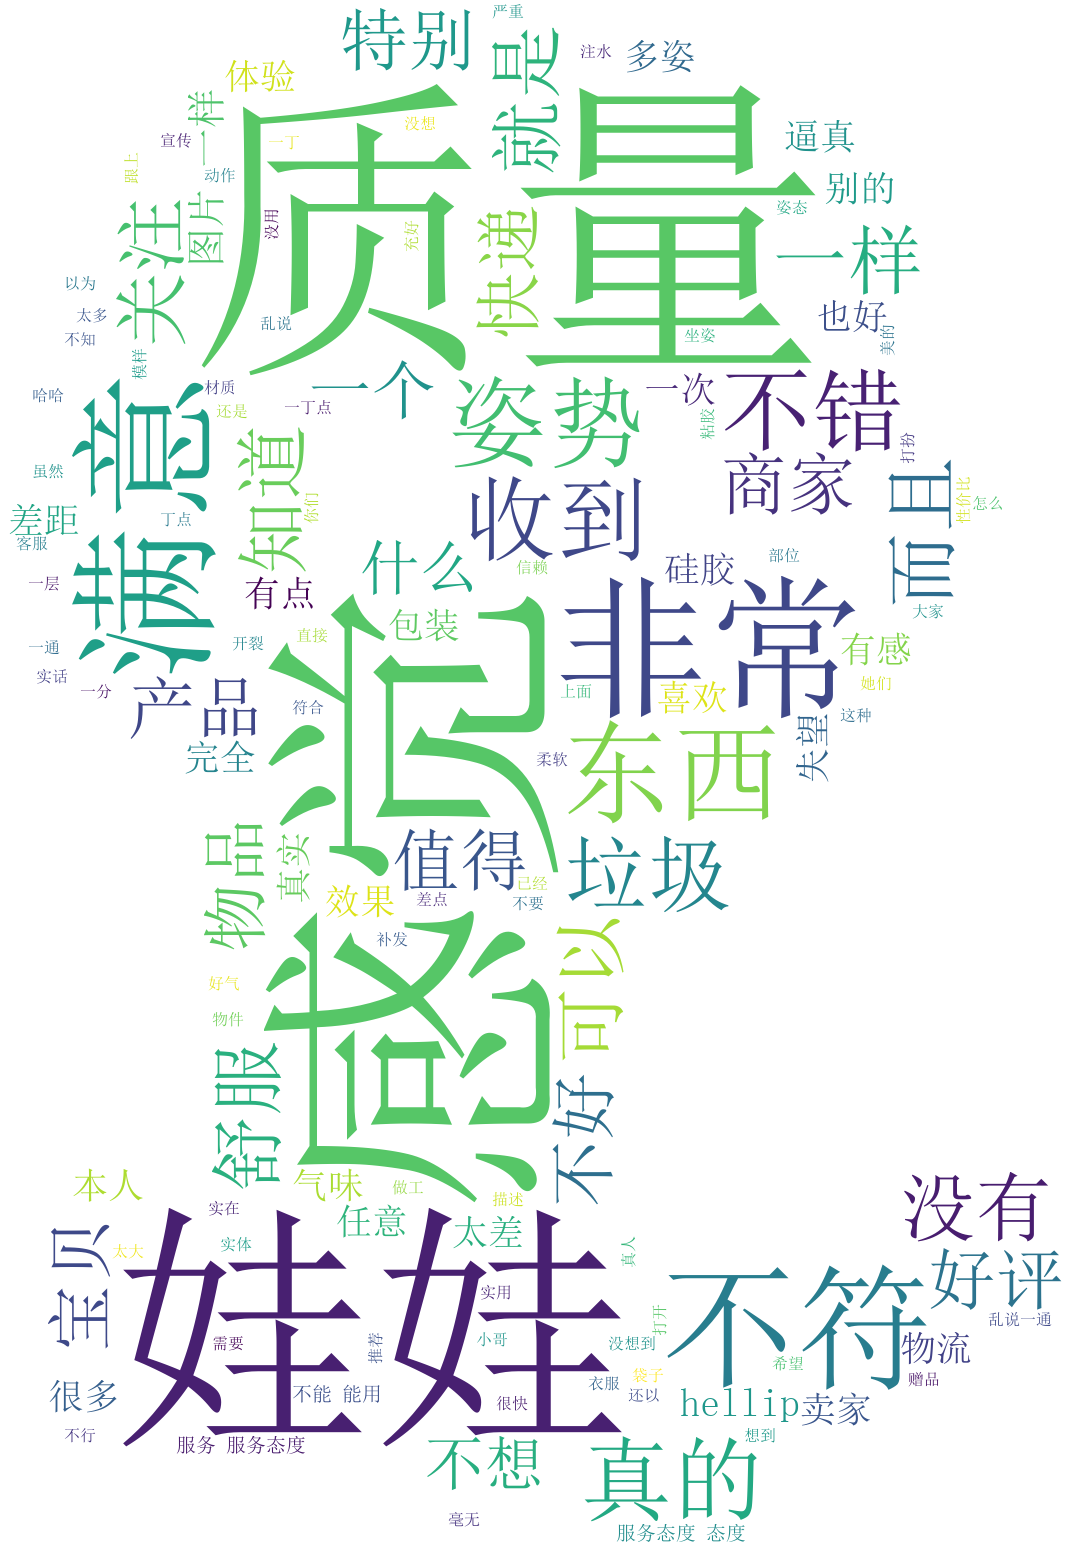 严重
特别
就是
注水
多姿
体验
一样
宣传
一丁
没想
逼真
跟上
动作
别的
质量
姿态
关注
图片
没用
充好
快递
一样
以为
太多
不知
乱说
坐姿
也好
美的
模样
材质
一个
姿势
一次
不错
哈哈
还是
一丁点
粘胶
打扮
满意
知道
你们
收到
商家
而且
性价比
怎么
虽然
差距
丁点
客服
什么
信赖
硅胶
部位
一层
有点
非常
大家
一通
开裂
直接
包装
有感
实话
一分
上面
喜欢
她们
产品
符合
这种
完全
柔软
东西
失望
物品
真实
值得
垃圾
效果
差点
已经
不要
补发
可以
好气
物件
舒服
不好
本人
气味
做工
描述
没有
实在
任意
太差
宝贝
太大
实体
真人
好评
娃娃
实用
不符
打开
乱说一通
需要
推荐
小哥
没想到
希望
物流
赠品
很多
不能 能用
衣服
袋子
很快
还以
hellip
卖家
不行
服务 服务态度
不想
真的
想到
毫无
服务态度 态度